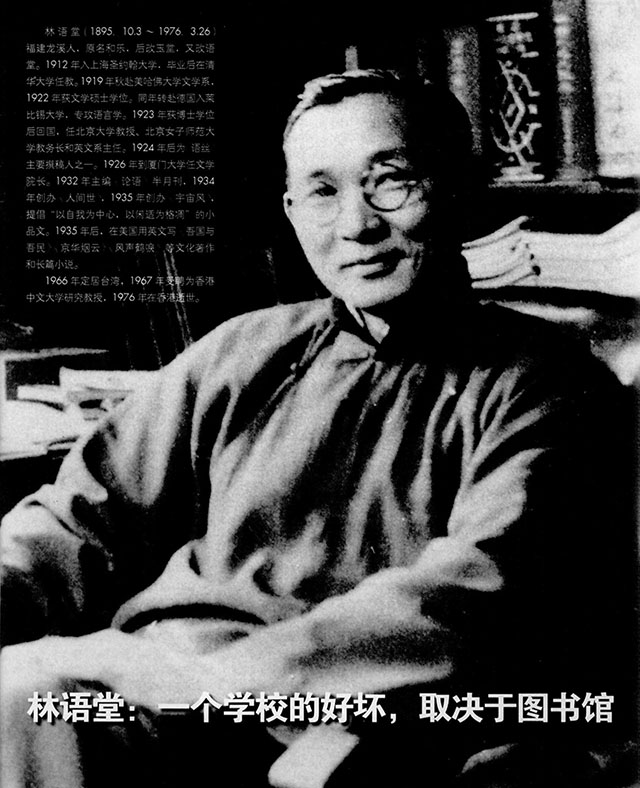 林语堂(1895. 10.3～1976. 3.26)
福建龙溪人，原名和乐，后改玉堂，又改语
堂。1912年入上海圣约翰大学，毕业后在清
华大学任教。1919年秋赴美哈佛大学文学系，
1922年获文学硕士学位。同年转赴德国入莱
比锡大学，专攻语言学。1923年获博士学位
后回国，任北京大学教授、北京女子师范大
学教务长和英文系主任。1924年后为 语丝
主要撰稿人之一。1926年到厦门大学任文学
院长。1932年主编 论语 半月刊，1934
年创办 人间世 ，1935年创办 宇宙风 ，
提倡“以自我为中心，以闲适为格调”的小
品文。1935年后，在美国用英文写 吾国与
吾民 、京华烟云 、风声鹤唳 等文化著作
和长篇小说。
1966年定居台湾，1967年受聘为香港
中文大学研究教授，1976年在香港逝世。
林语堂：一个学校的好坏，取决于图书馆